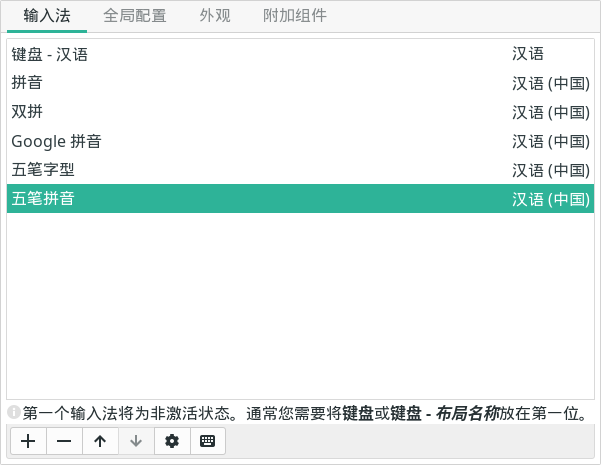 输入法 全局配置 外观 附加组件
键盘 - 汉语 汉语
拼音 汉语 (中国)
双拼 汉语 (中国)
Google 拼音 汉语 (中国)
五笔字型 汉语 (中国)
五笔拼音 汉语 (中国)
第一个输入法将为非激活状态。通常您需要将键盘或键盘 - 布局名称放在第一位。